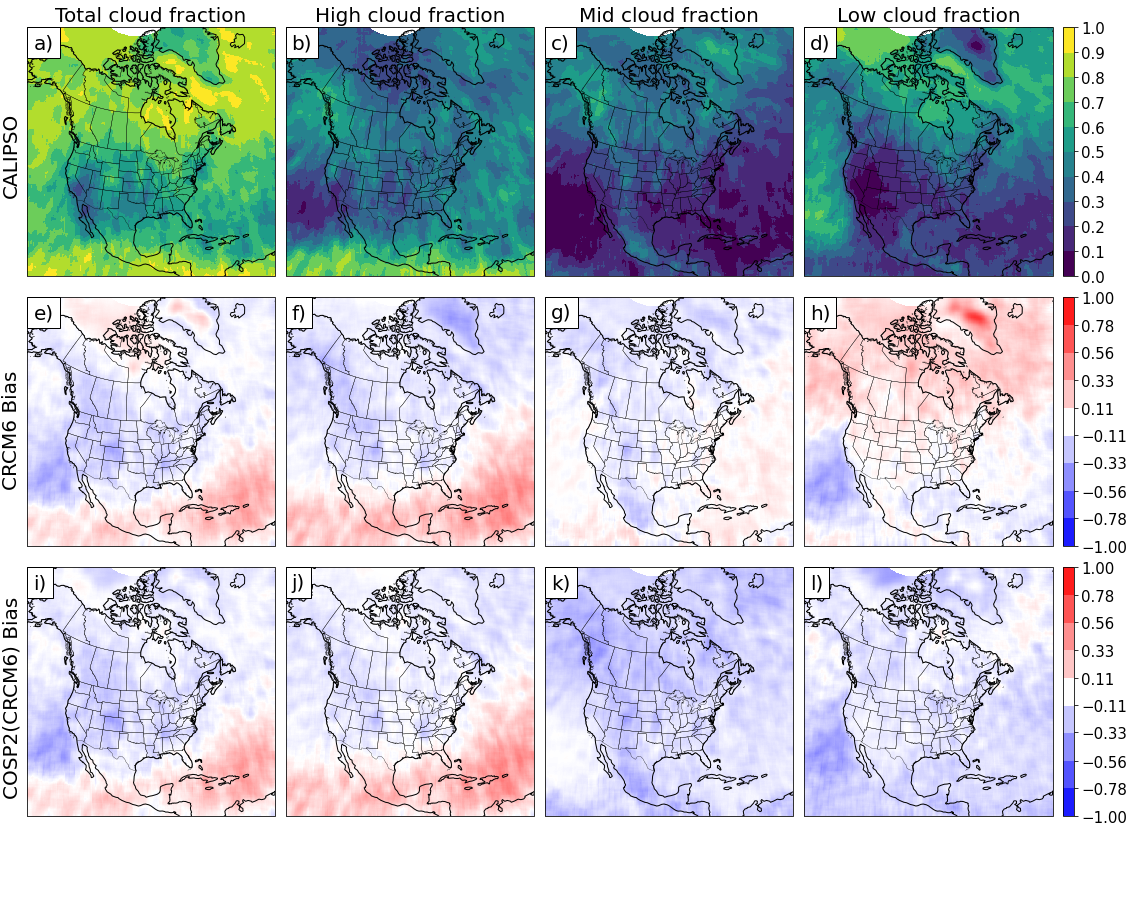 Total cloud fraction
High cloud fraction
Mid cloud fraction
Low cloud fraction
CALIPSO
a)
b)
c)
d)
1.0
0.9
0.8
0.7
0.6
0.5
0.4
0.3
0.2
0.1
0.0
CRCM6 Bias
e)
f)
g)
h)
1.00
0.78
0.56
0.33
0.11
−0.11
−0.33
−0.56
−0.78
−1.00
COSP2(CRCM6) Bias
i)
j)
k)
l)
1.00
0.78
0.56
0.33
0.11
−0.11
−0.33
−0.56
−0.78
−1.00